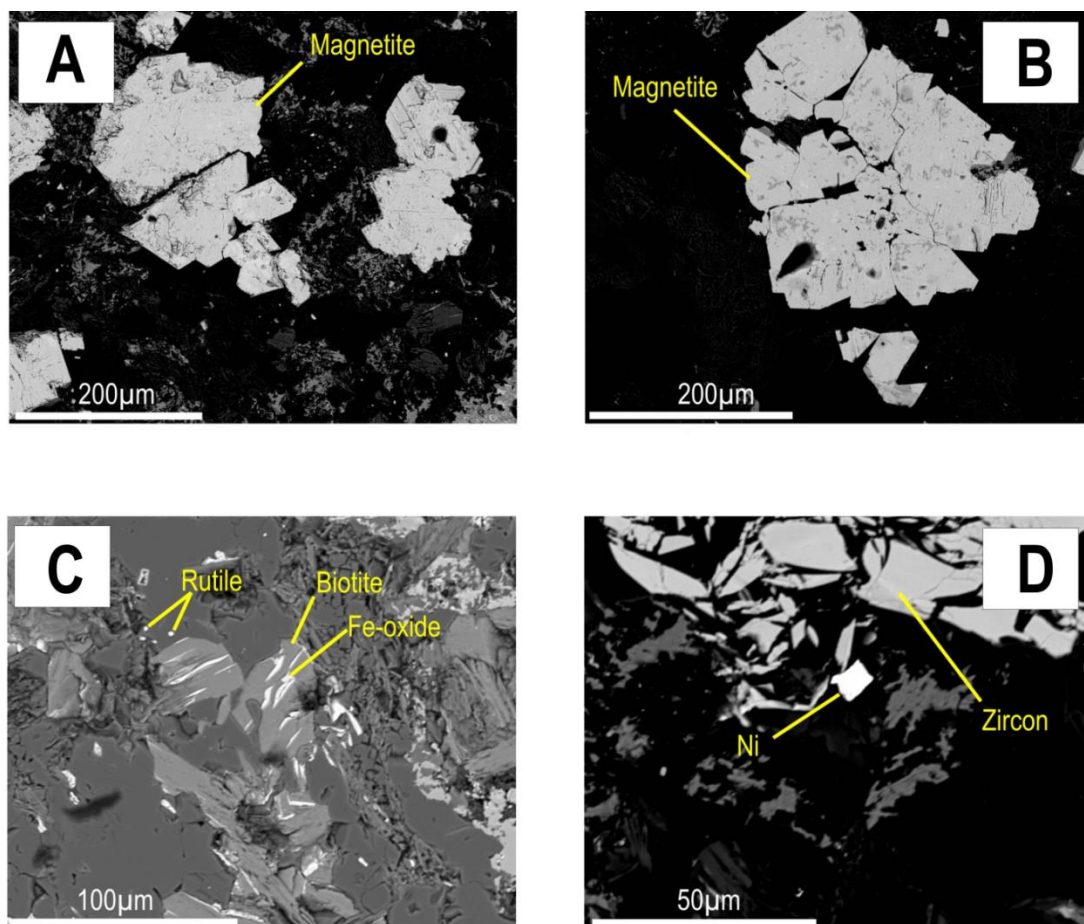 A
Magnetite
200µm
B
Magnetite
200µm
C
Rutile
Biotite
Fe-oxide
100µm
D
Ni
Zircon
50µm